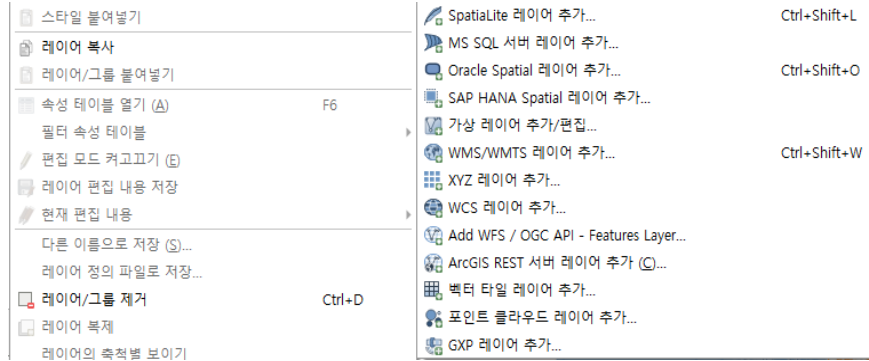 스타일 붙여넣기
레이어 복사
레이어/그룹 붙여넣기
속성 테이블 열기 (A) F6
필터 속성 테이블
편집 모드 켜고끄기 (E)
레이어 편집 내용 저장
현재 편집 내용
다른 이름으로 저장 (S)...
레이어 정의 파일로 저장...
레이어/그룹 제거 Ctrl+D
레이어 복제
레이어의 축척별 보이기
SpatiaLite 레이어 추가... Ctrl+Shift+L
MS SQL 서버 레이어 추가...
Oracle Spatial 레이어 추가... Ctrl+Shift+O
SAP HANA Spatial 레이어 추가...
가상 레이어 추가/편집...
WMS/WMTS 레이어 추가... Ctrl+Shift+W
XYZ 레이어 추가...
WCS 레이어 추가...
Add WFS / OGC API - Features Layer...
ArcGIS REST 서버 레이어 추가 (C)...
벡터 타일 레이어 추가...
포인트 클라우드 레이어 추가...
GXP 레이어 추가...